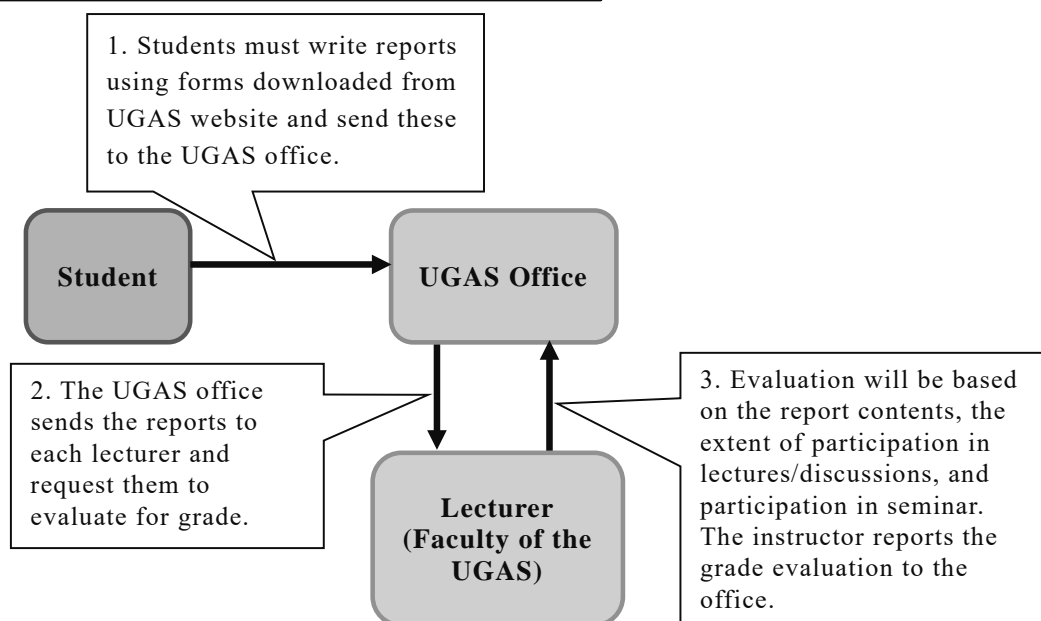 1. Students must write reports
using forms downloaded from
UGAS website and send these
to the UGAS office.
Student
UGAS Office
2. The UGAS office
sends the reports to
each lecturer and
request them to
evaluate for grade.
Lecturer
(Faculty of the
UGAS)
3. Evaluation will be based
on the report contents, the
extent of participation in
lectures/discussions, and
participation in seminar.
The instructor reports the
grade evaluation to the
office.